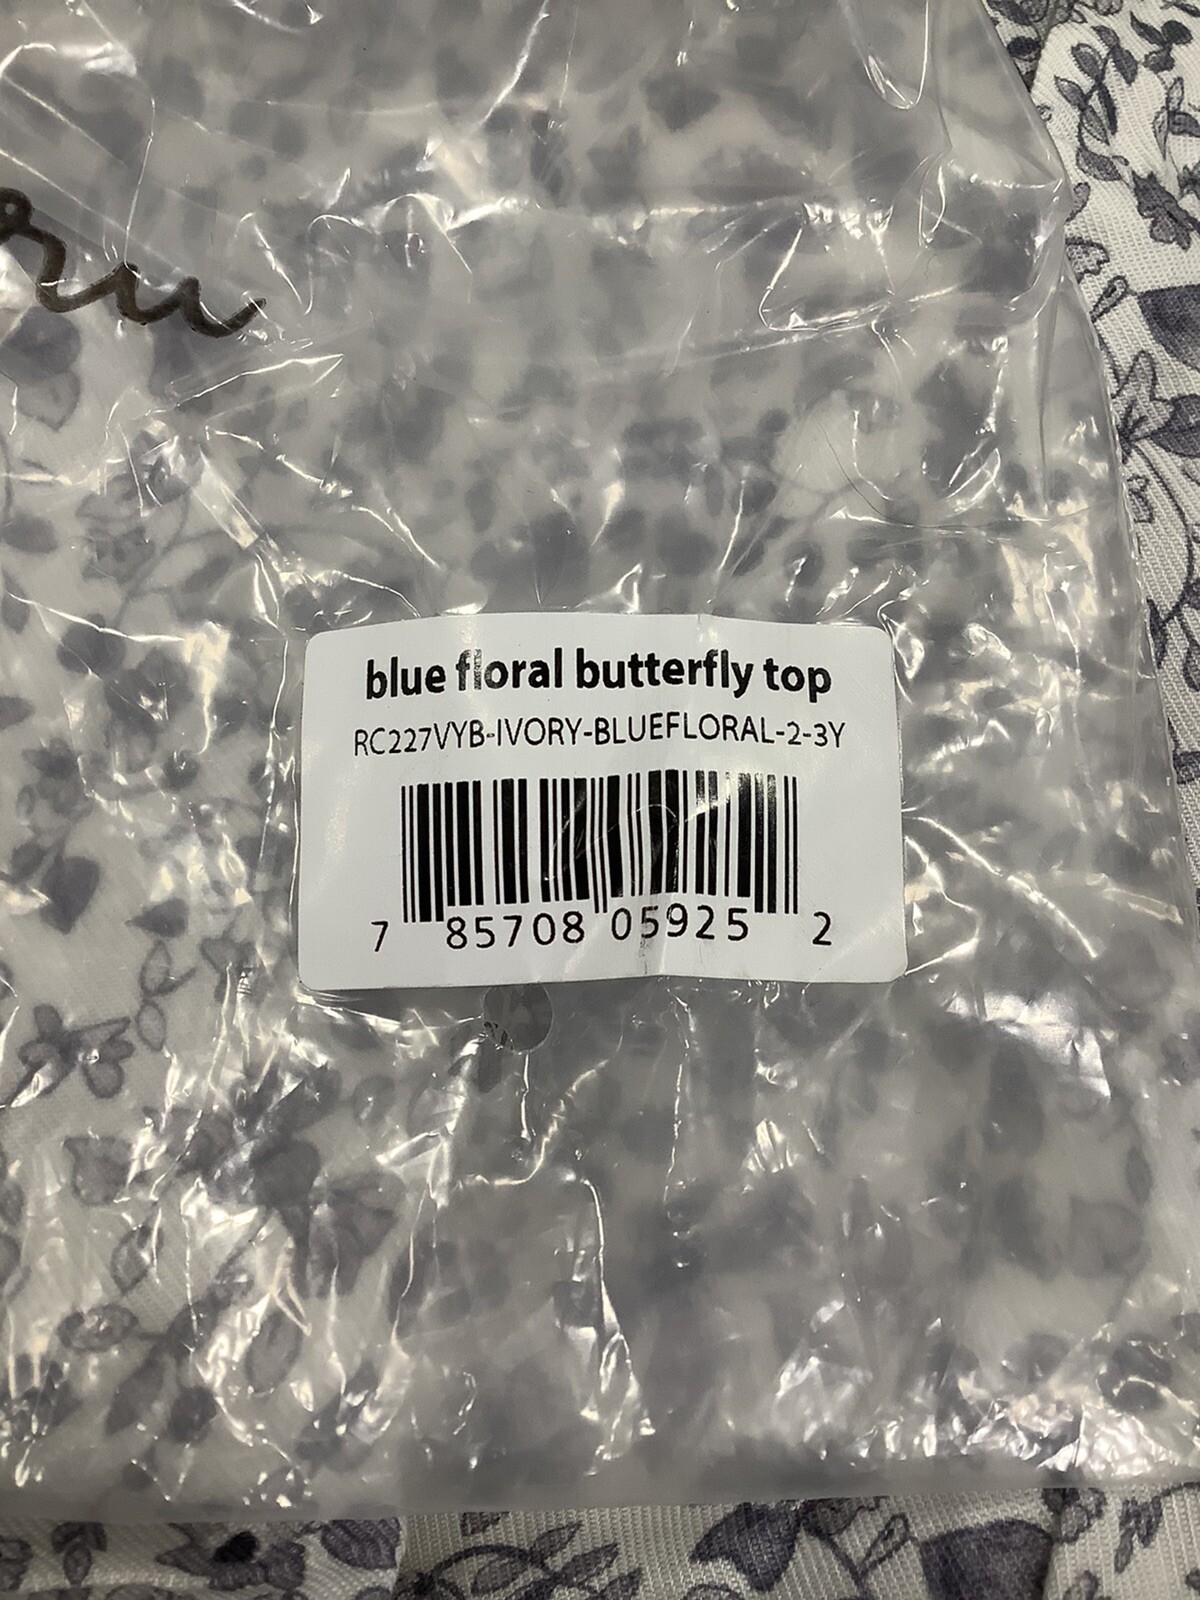 blue floral butterfly top
RC227VYB-IVORY-BLUEFLORAL-2-3Y
7 85708 05925 2